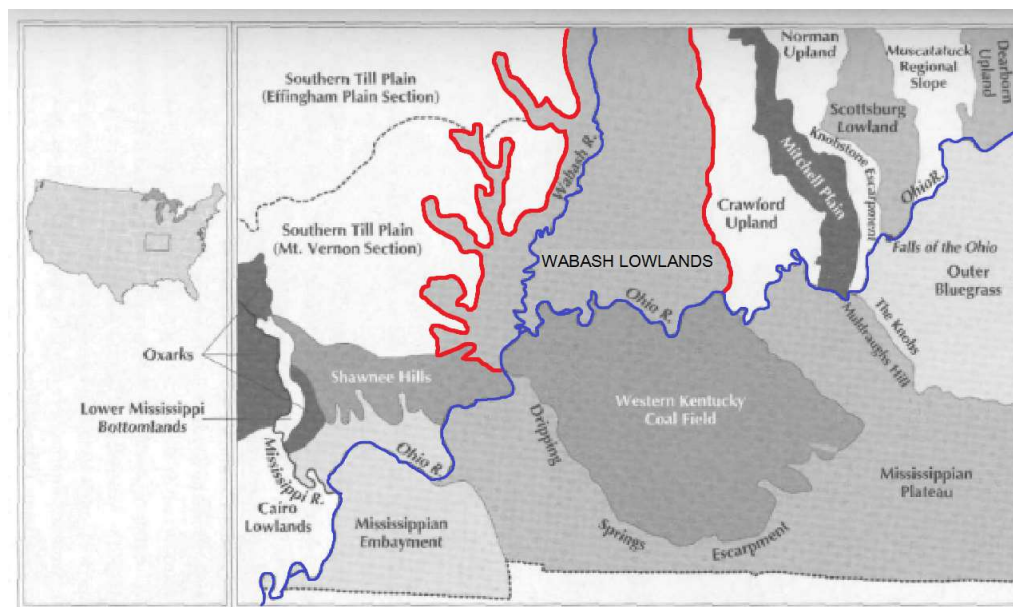 Southern Till Plain
(Effingham Plain Section)
Norman
Upland
Muscatatuck
Regional
Slope
Dearborn
Upland
Scottsburg
Lowland
Knobstone Escarpment
Wabash R.
Mitchell Plain
Ohio R.
Southern Till Plain
(Mt. Vernon Section)
Crawford
Upland
Falls of the Ohio
WABASH LOWLANDS
Outer
Bluegrass
Ohio R.
The Knobs
Muldraughs Hill
Oxarks
Shawnee Hills
Lower Mississippi
Bottomlands
Western Kentucky
Coal Field
Dripping
Springs
Escarpment
Ohio R.
Mississippi R.
Mississippian
Plateau
Cairo
Lowlands
Mississippian
Embayment